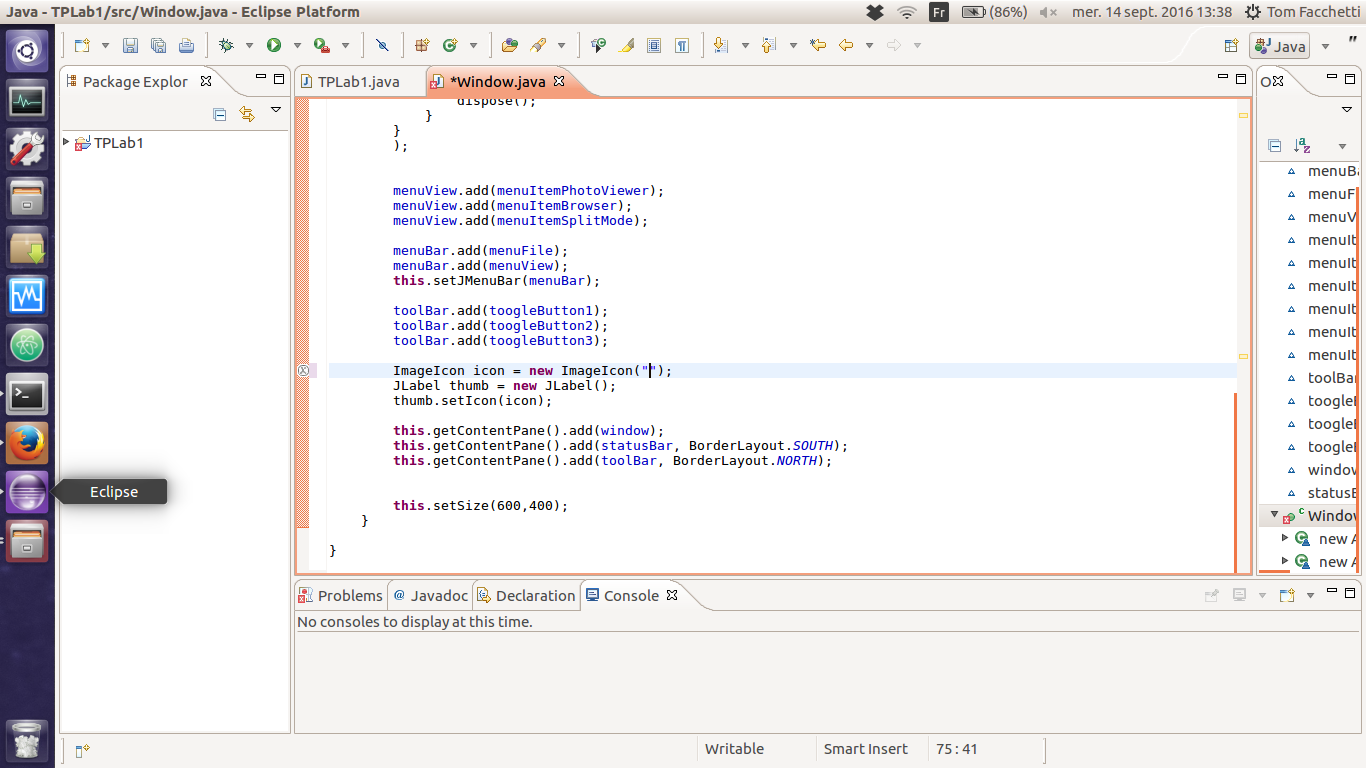 Java - TPLab1/src/Window.java - Eclipse Platform
Fr
(86%)
mer. 14 sept. 2016 13:38
Tom Facchetti
Java
"
Package Explor
TPLab1
TPLab1.java
*Window.java
dispose();
}
}
);
menuView.add(menuItemPhotoViewer);
menuView.add(menuItemBrowser);
menuView.add(menuItemSplitMode);
menuBar.add(menuFile);
menuBar.add(menuView);
this.setJMenuBar(menuBar);
toolBar.add(toogleButton1);
toolBar.add(toogleButton2);
toolBar.add(toogleButton3);
ImageIcon icon = new ImageIcon("");
JLabel thumb = new JLabel();
thumb.setIcon(icon);
this.getContentPane().add(window);
this.getContentPane().add(statusBar, BorderLayout.SOUTH);
this.getContentPane().add(toolBar, BorderLayout.NORTH);
this.setSize(600,400);
}
}
O
menuBa
menuF
menuV
menuIt
menuIt
menuIt
menuIt
menuIt
menuIt
toolBar
toogleB
toogleB
toogleB
window
statusB
Window
new A
new A
Eclipse
Problems
@ Javadoc
Declaration
Console
No consoles to display at this time.
Writable
Smart Insert
75 : 41